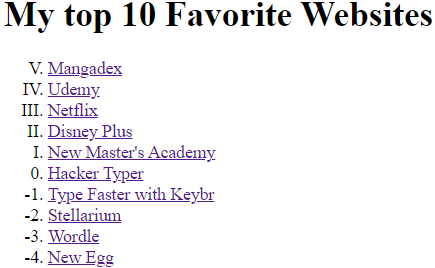 My top 10 Favorite Websites
V. Mangadex
IV. Udemy
III. Netflix
II. Disney Plus
I. New Master's Academy
0. Hacker Typer
-1. Type Faster with Keybr
-2. Stellarium
-3. Wordle
-4. New Egg